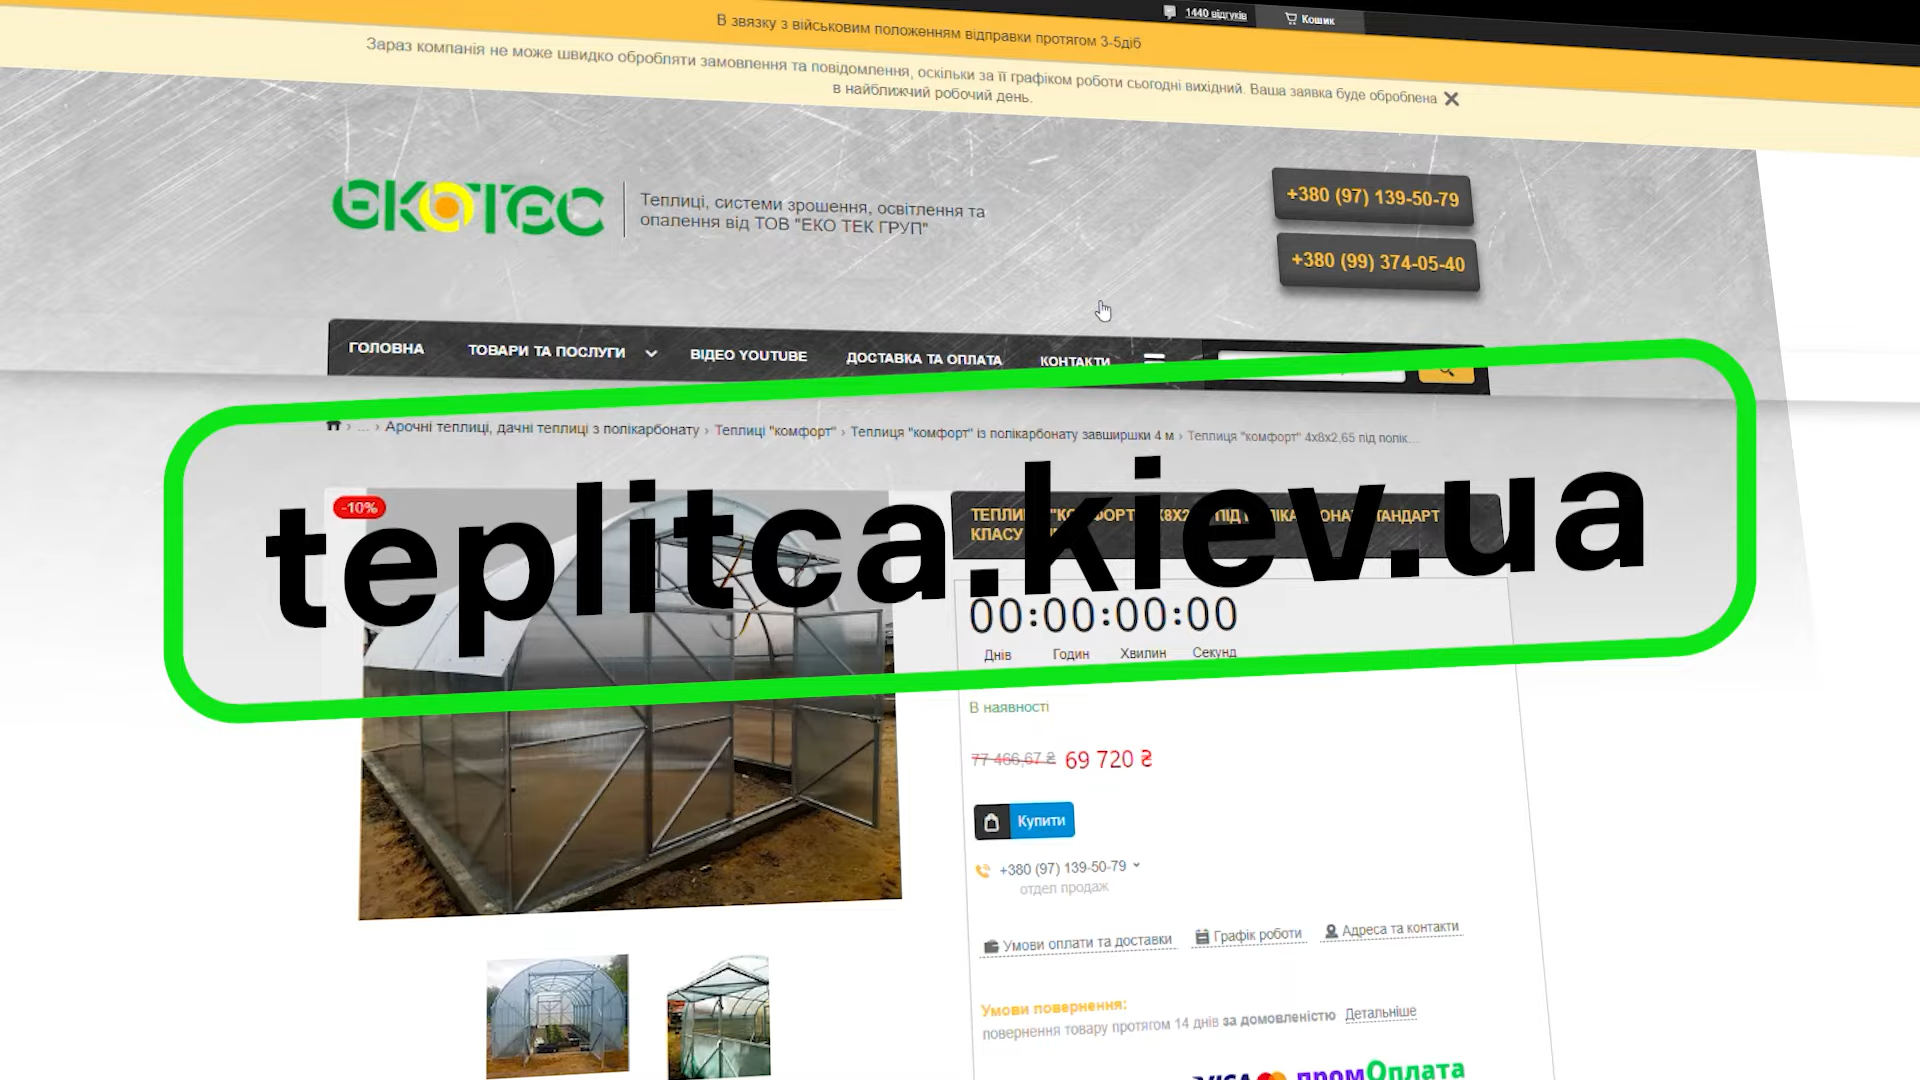 1440 відгуків
Кошик
В звязку з військовим положенням відправки протягом 3-5діб
Зараз компанія не може швидко обробляти замовлення та повідомлення, оскільки за її графіком роботи сьогодні вихідний. Ваша заявка буде оброблена
в найближчий робочий день.
ЕКОТЕС
Теплиці, системи зрошення, освітлення та
опалення від ТОВ "ЕКО ТЕК ГРУП"
+380 (97) 139-50-79
+380 (99) 374-05-40
ГОЛОВНА
ТОВАРИ ТА ПОСЛУГИ
ВІДЕО YOUTUBE
ДОСТАВКА ТА ОПЛАТА
КОНТАКТИ
› ... › Арочні теплиці, дачні теплиці з полікарбонату › Теплиці "комфорт" › Теплиця "комфорт" із полікарбонату завширшки 4 м › Теплиця "комфорт" 4х8х2,65 під полік...
-10%
teplitca.kiev.ua
КЛАСУ
00:00:00:00
Днів Годин Хвилин Секунд
В наявності
77 466,67 ₴ 69 720 ₴
Купити
+380 (97) 139-50-79
отдел продаж
Умови оплати та доставки
Графік роботи
Адреса та контакти
Умови повернення:
повернення товару протягом 14 днів за домовленістю Детальніше
VISA
промОплата